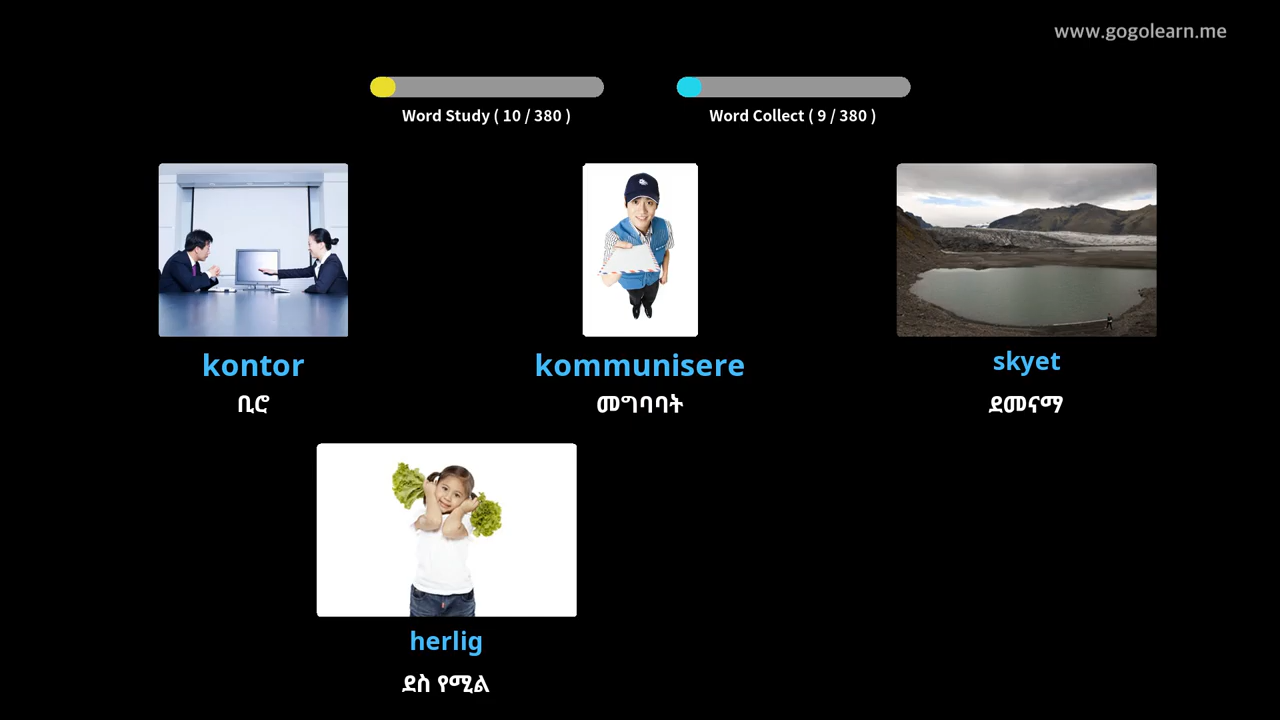 www.gogolearn.me
Word Study ( 10 / 380 )
Word Collect ( 9 / 380 )
kontor
ቢሮ
kommunisere
መግባባት
skyet
ደመናማ
herlig
ደስ የሚል